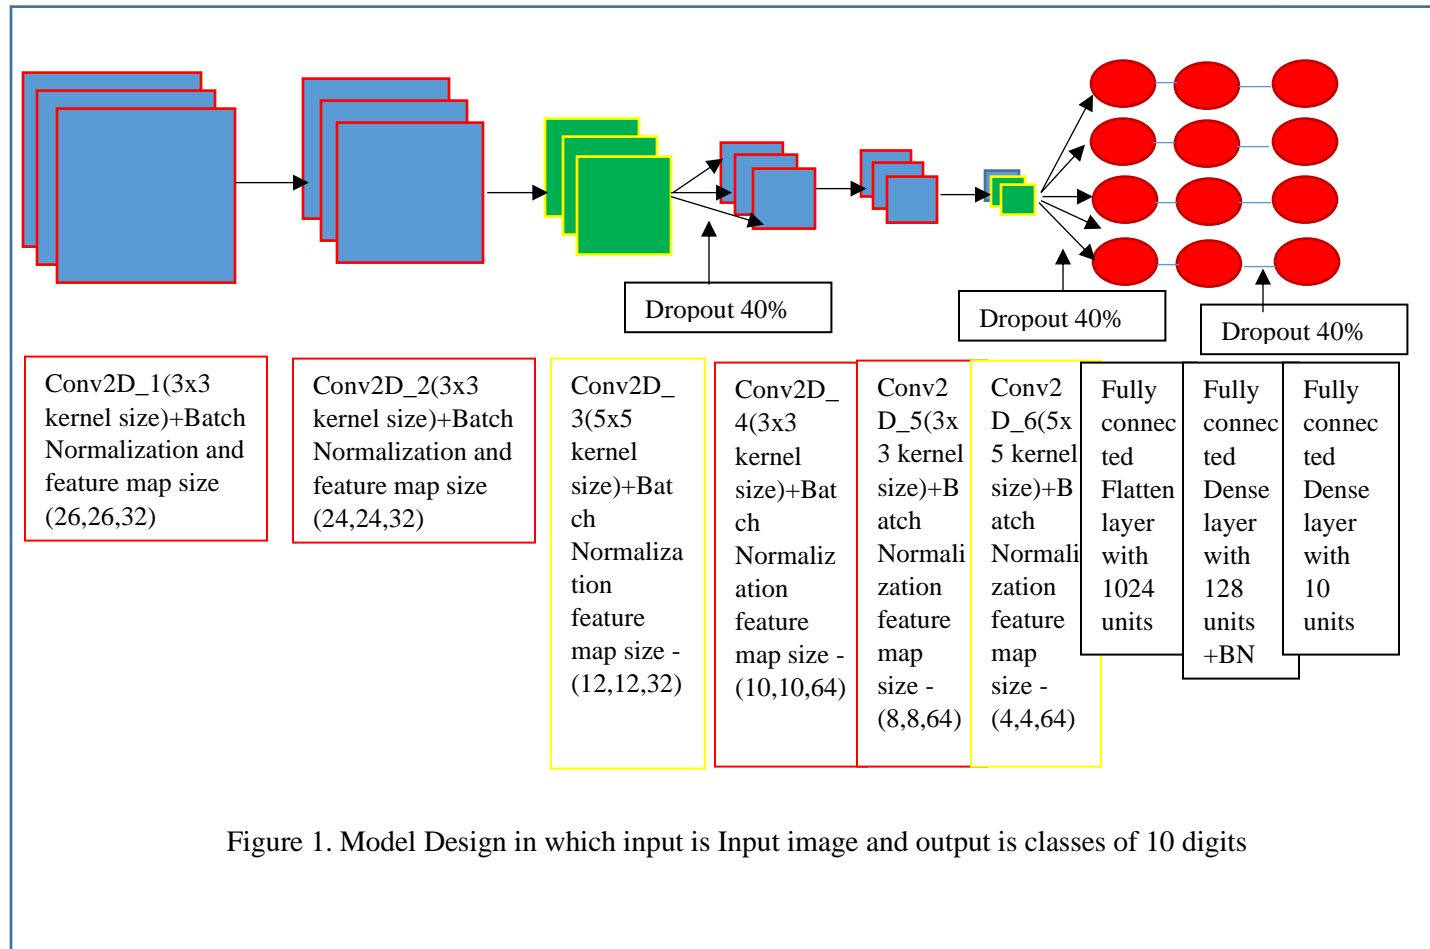 Dropout 40%
Dropout 40%
Dropout 40%
Conv2D_1(3x3
kernel size)+Batch
Normalization and
feature map size
(26,26,32)
Conv2D_2(3x3
kernel size)+Batch
Normalization and
feature map size
(24,24,32)
Conv2D_
3(5x5
kernel
size)+Bat
ch
Normaliza
tion
feature
map size -
(12,12,32)
Conv2D_
4(3x3
kernel
size)+Bat
ch
Normaliz
ation
feature
map size -
(10,10,64)
Conv2
D_5(3x
3 kernel
size)+B
atch
Normali
zation
feature
map
size -
(8,8,64)
Conv2
D_6(5x
5 kernel
size)+B
atch
Normali
zation
feature
map
size -
(4,4,64)
Fully
connec
ted
Flatten
layer
with
1024
units
Fully
connec
ted
Dense
layer
with
128
units
+BN
Fully
connec
ted
Dense
layer
with
10
units
Figure 1. Model Design in which input is Input image and output is classes of 10 digits